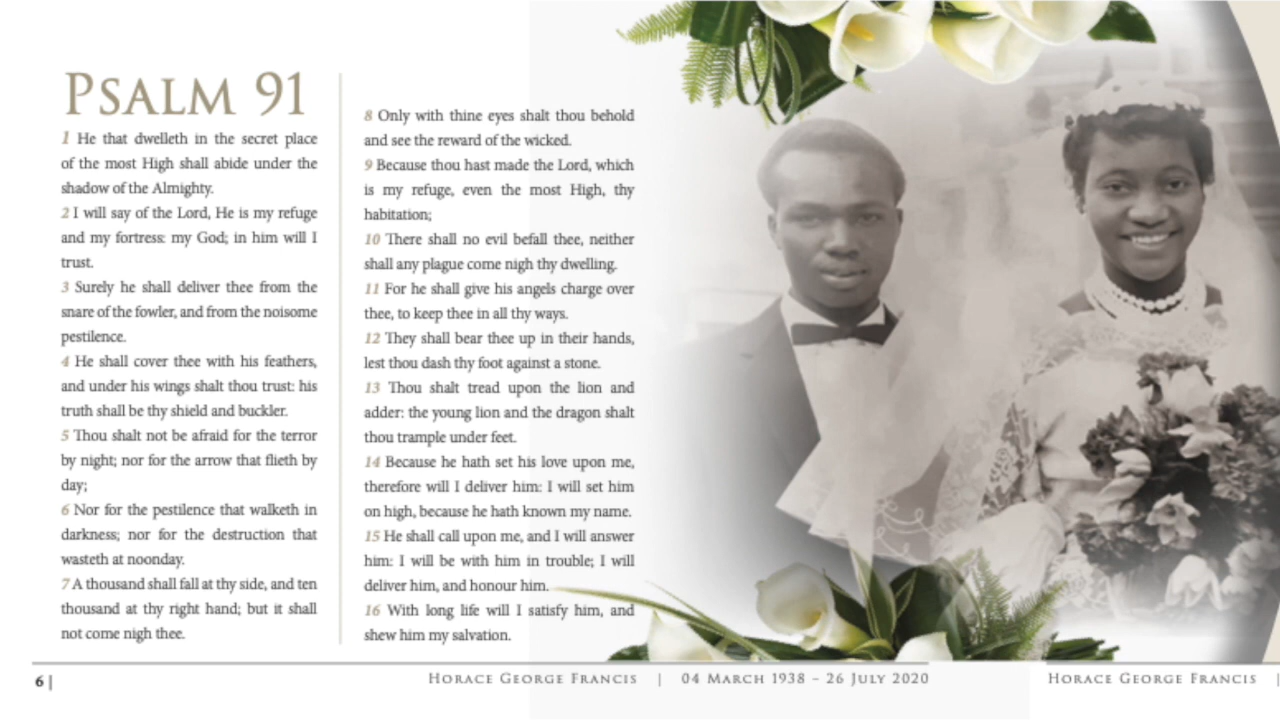 PSALM 91
1 He that dwelleth in the secret place
of the most High shall abide under the
shadow of the Almighty.
2 I will say of the Lord, He is my refuge
and my fortress: my God; in him will I
trust.
3 Surely he shall deliver thee from the
snare of the fowler, and from the noisome
pestilence.
4 He shall cover thee with his feathers,
and under his wings shalt thou trust: his
truth shall be thy shield and buckler.
5 Thou shalt not be afraid for the terror
by night; nor for the arrow that flieth by
day;
6 Nor for the pestilence that walketh in
darkness; nor for the destruction that
wasteth at noonday.
7 A thousand shall fall at thy side, and ten
thousand at thy right hand; but it shall
not come nigh thee.
8 Only with thine eyes shalt thou behold
and see the reward of the wicked.
9 Because thou hast made the Lord, which
is my refuge, even the most High, thy
habitation;
10 There shall no evil befall thee, neither
shall any plague come nigh thy dwelling.
11 For he shall give his angels charge over
thee, to keep thee in all thy ways.
12 They shall bear thee up in their hands,
lest thou dash thy foot against a stone.
13 Thou shalt tread upon the lion and
adder: the young lion and the dragon shalt
thou trample under feet.
14 Because he hath set his love upon me,
therefore will I deliver him: I will set him
on high, because he hath known my name.
15 He shall call upon me, and I will answer
him: I will be with him in trouble; I will
deliver him, and honour him.
16 With long life will I satisfy him, and
shew him my salvation.
6 |
HORACE GEORGE FRANCIS | 04 MARCH 1938 – 26 JULY 2020
HORACE GEORGE FRANCIS |